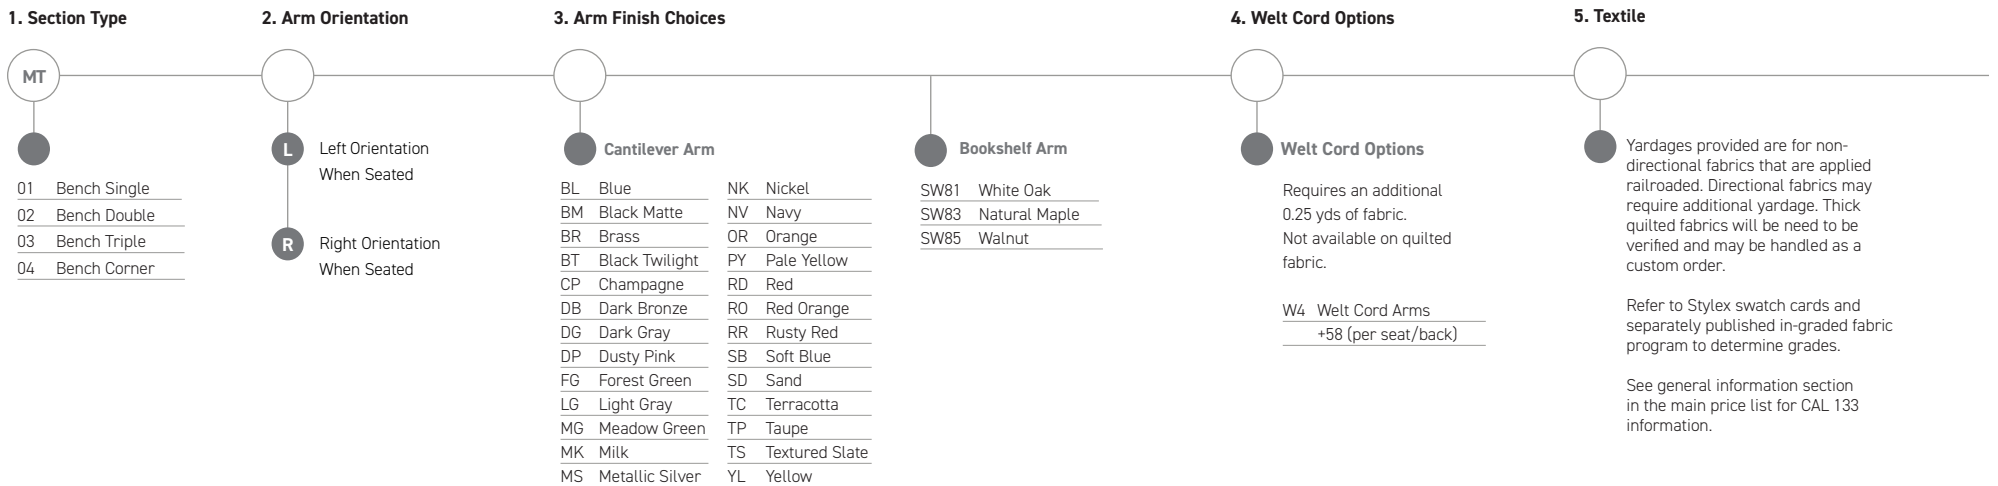 1. Section Type
MT
01 Bench Single
02 Bench Double
03 Bench Triple
04 Bench Corner
2. Arm Orientation
L Left Orientation
When Seated
R Right Orientation
When Seated
3. Arm Finish Choices
Cantilever Arm
BL Blue
BM Black Matte
BR Brass
BT Black Twilight
CP Champagne
DB Dark Bronze
DG Dark Gray
DP Dusty Pink
FG Forest Green
LG Light Gray
MG Meadow Green
MK Milk
MS Metallic Silver
NK Nickel
NV Navy
OR Orange
PY Pale Yellow
RD Red
RO Red Orange
RR Rusty Red
SB Soft Blue
SD Sand
TC Terracotta
TP Taupe
TS Textured Slate
YL Yellow
Bookshelf Arm
SW81 White Oak
SW83 Natural Maple
SW85 Walnut
4. Welt Cord Options
Welt Cord Options
Requires an additional
0.25 yds of fabric.
Not available on quilted
fabric.
W4 Welt Cord Arms
+58 (per seat/back)
5. Textile
Yardages provided are for non-
directional fabrics that are applied
railroaded. Directional fabrics may
require additional yardage. Thick
quilted fabrics will be need to be
verified and may be handled as a
custom order.
Refer to Stylex swatch cards and
separately published in-graded fabric
program to determine grades.
See general information section
in the main price list for CAL 133
information.